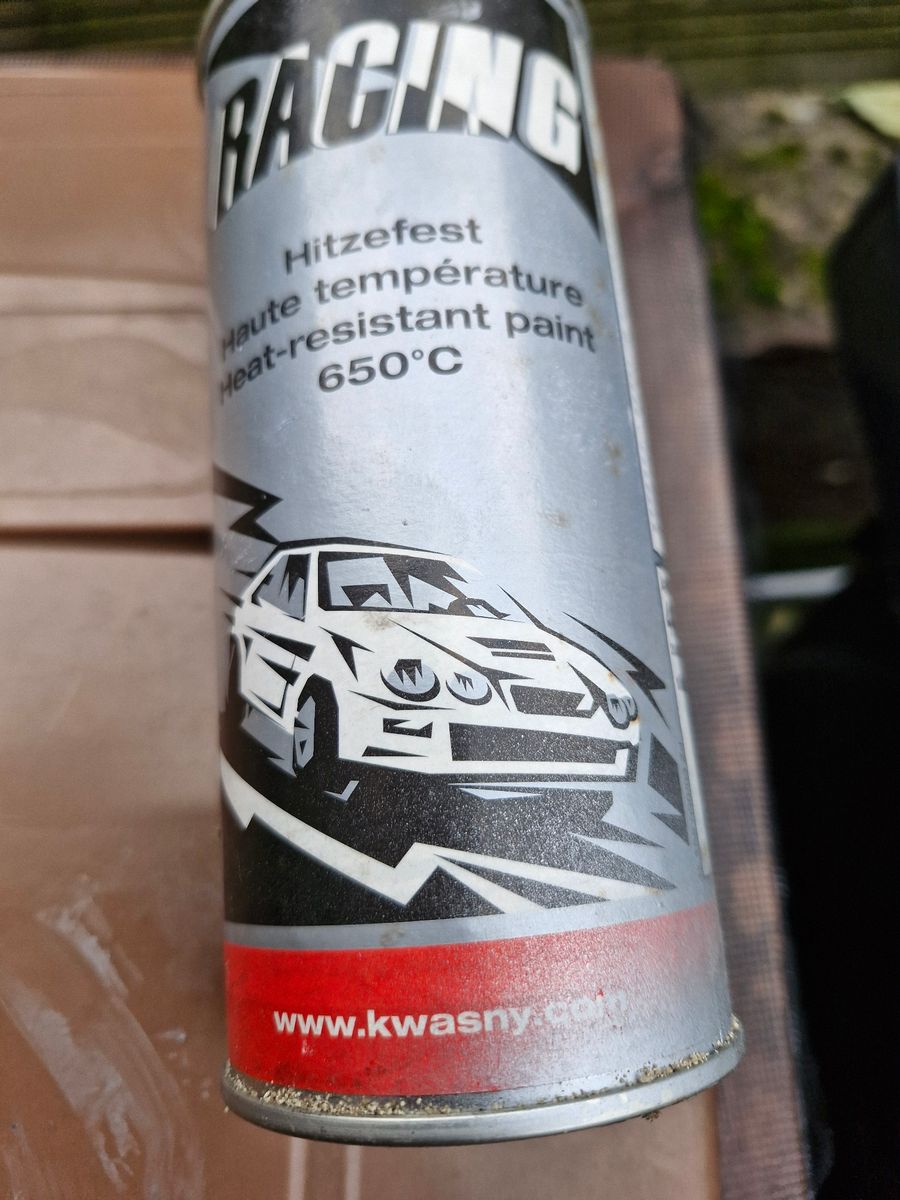 RACING
Hitzefest
Haute température
Heat-resistant paint
650°C
www.kwasny.com